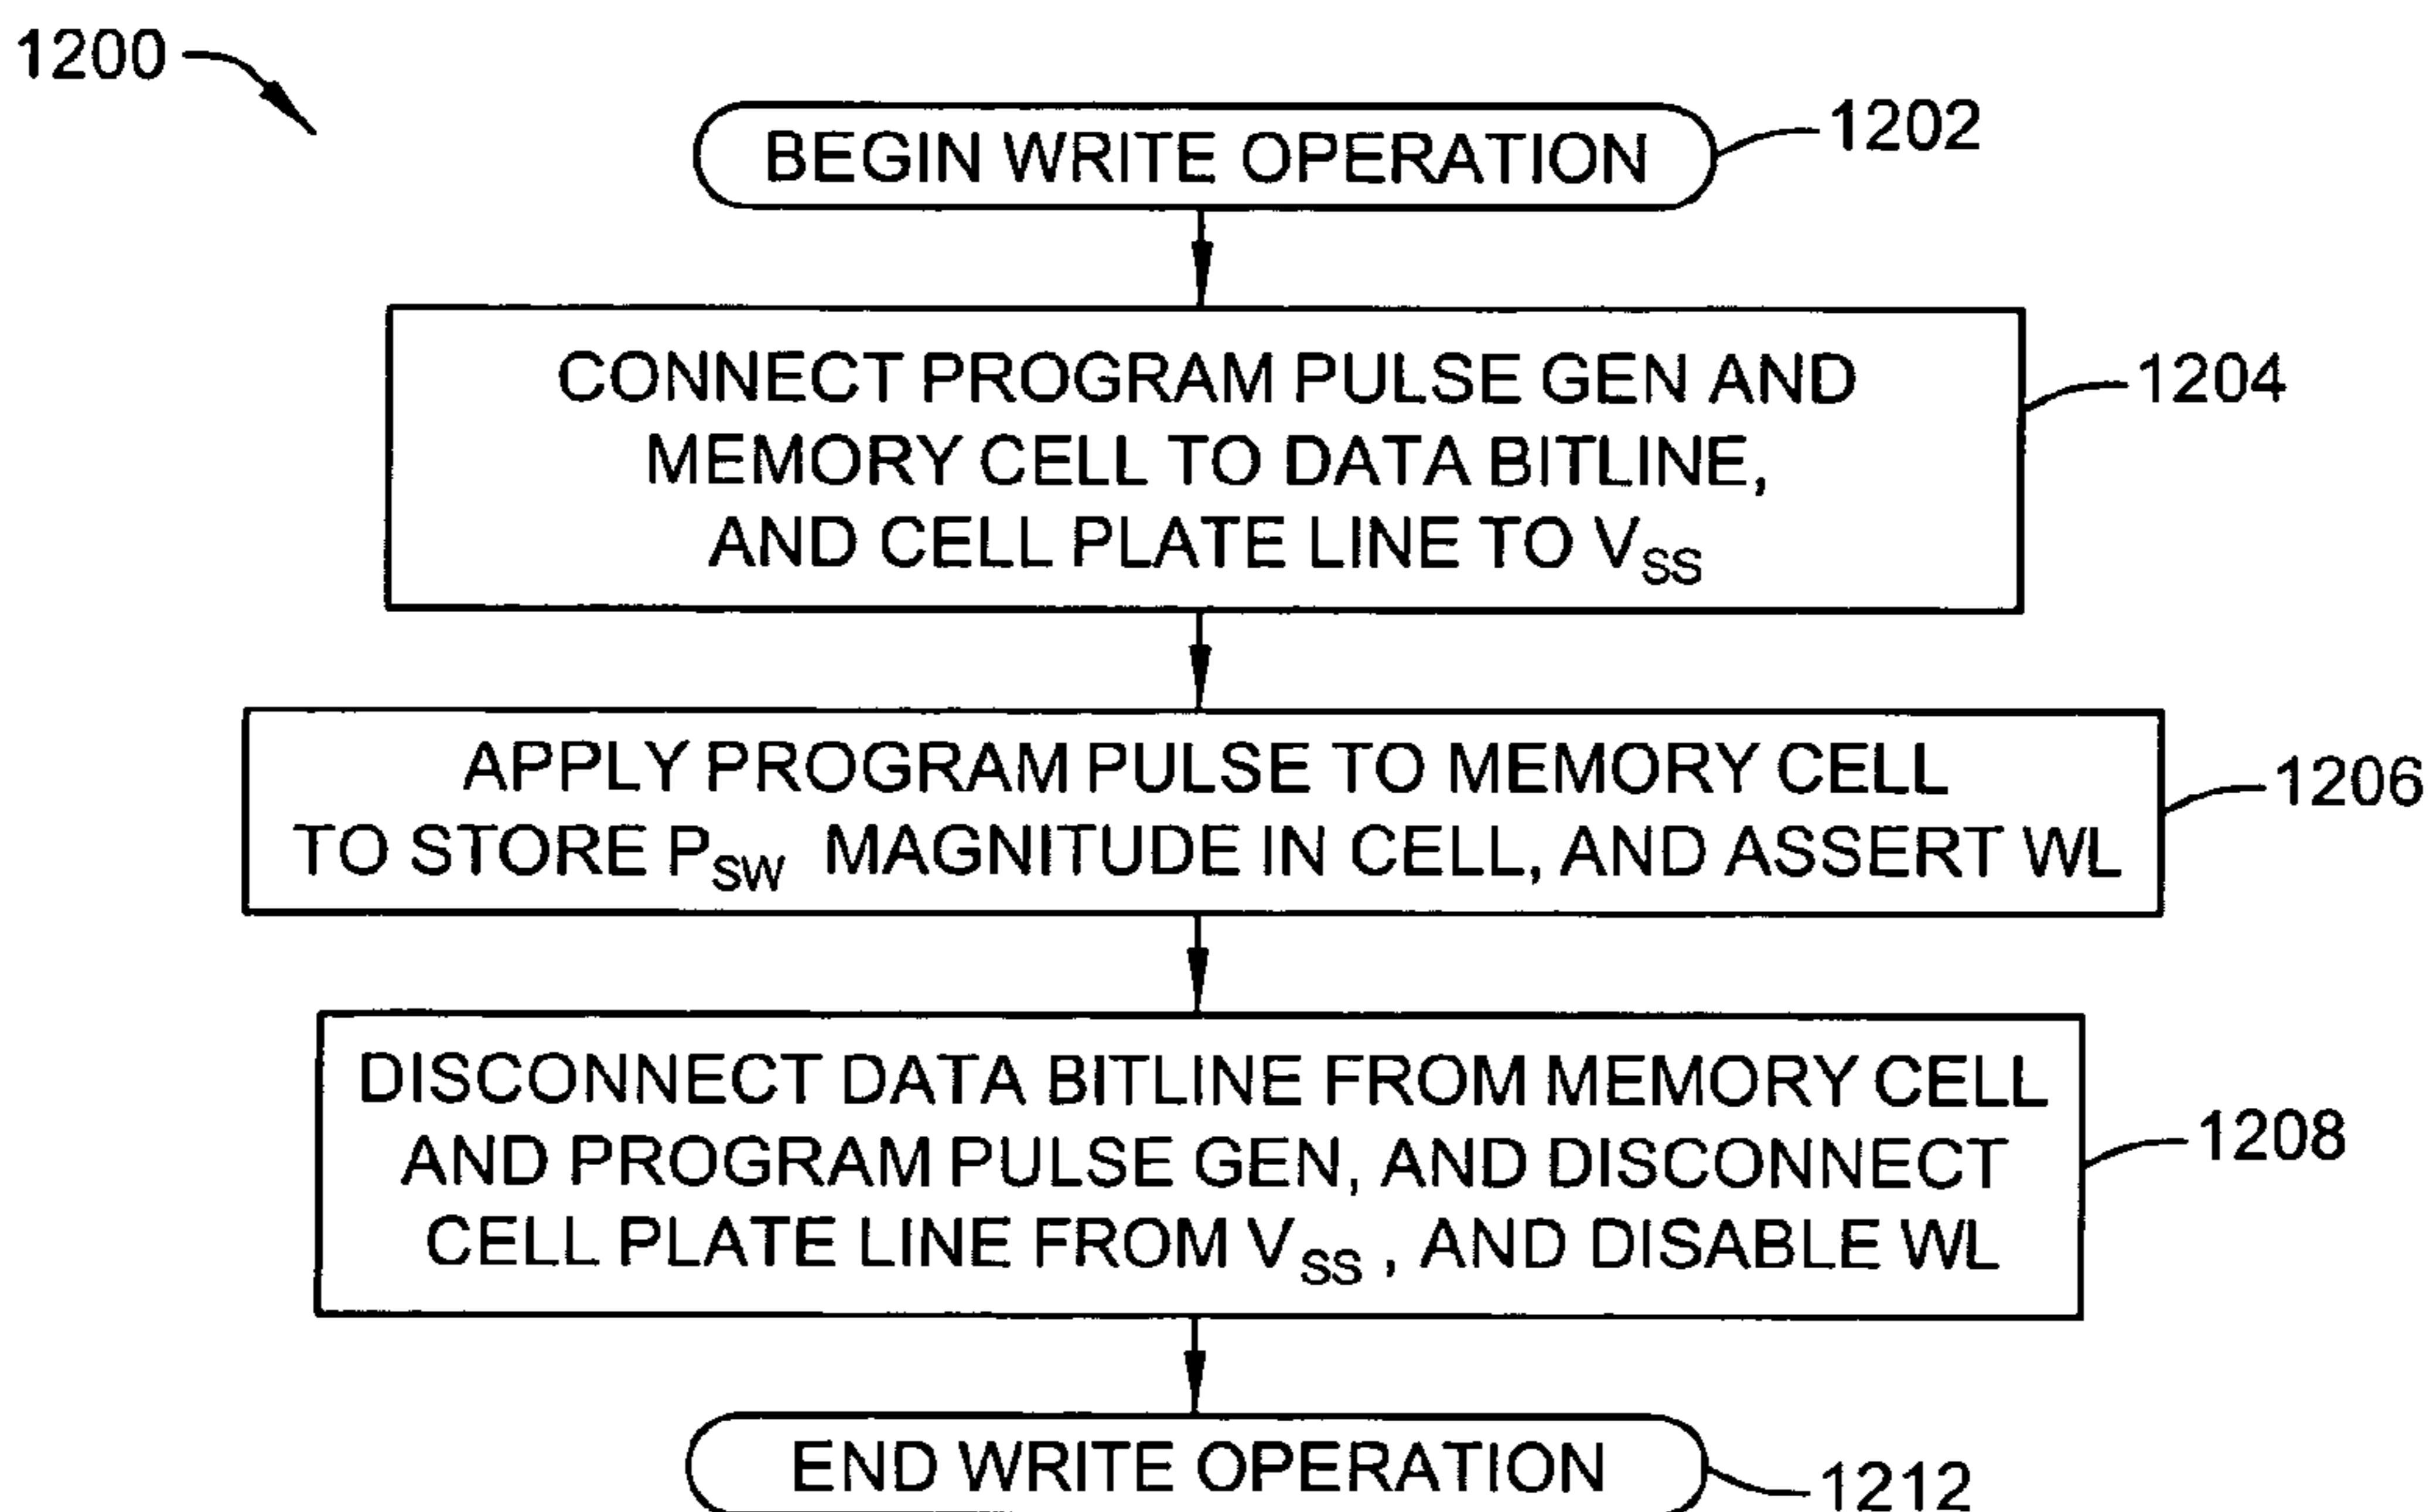 1200
BEGIN WRITE OPERATION
1202
CONNECT PROGRAM PULSE GEN AND
MEMORY CELL TO DATA BITLINE,
AND CELL PLATE LINE TO VSS
1204
APPLY PROGRAM PULSE TO MEMORY CELL
TO STORE PSW MAGNITUDE IN CELL, AND ASSERT WL
1206
DISCONNECT DATA BITLINE FROM MEMORY CELL
AND PROGRAM PULSE GEN, AND DISCONNECT
CELL PLATE LINE FROM VSS, AND DISABLE WL
1208
END WRITE OPERATION
1212